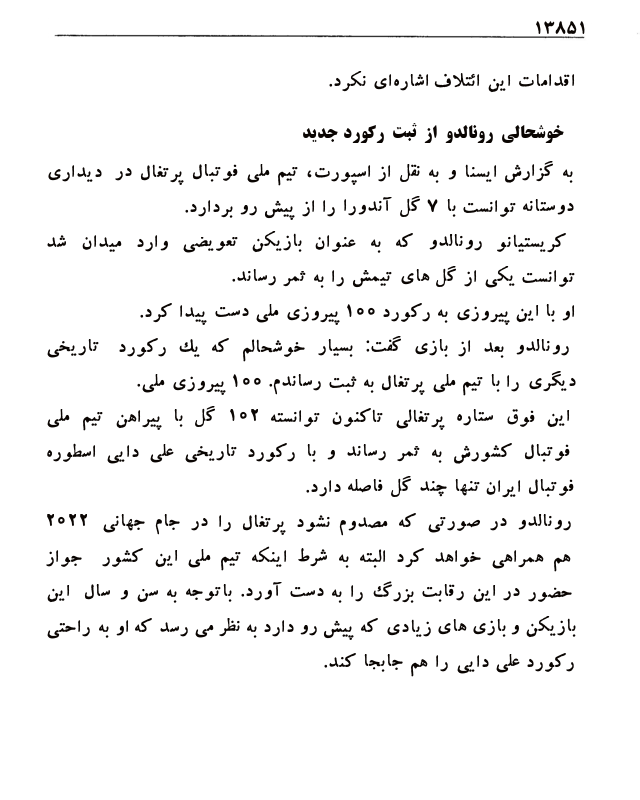 ۱۳۸۵۱
اقدامات این ائتلاف اشاره‌ای نکرد.
خوشحالی رونالدو از ثبت رکورد جدید
به گزارش ایسنا و به نقل از اسپورت، تیم ملی فوتبال پرتغال در دیداری
دوستانه توانست با ۷ گل آندورا را از پیش رو بردارد.
کریستیانو رونالدو که به عنوان بازیکن تعویضی وارد میدان شد
توانست یکی از گل های تیمش را به ثمر رساند.
او با این پیروزی به رکورد ۱۰۰ پیروزی ملی دست پیدا کرد.
رونالدو بعد از بازی گفت: بسیار خوشحالم که یك رکورد تاریخی
دیگری را با تیم ملی پرتغال به ثبت رساندم. ۱۰۰ پیروزی ملی.
این فوق ستاره پرتغالی تاکنون توانسته ۱۰۲ گل با پیراهن تیم ملی
فوتبال کشورش به ثمر رساند و با رکورد تاریخی علی دایی اسطوره
فوتبال ایران تنها چند گل فاصله دارد.
رونالدو در صورتی که مصدوم نشود پرتغال را در جام جهانی ۲۰۲۲
هم همراهی خواهد کرد البته به شرط اینکه تیم ملی این کشور جواز
حضور در این رقابت بزرگ را به دست آورد. باتوجه به سن و سال این
بازیکن و بازی های زیادی که پیش رو دارد به نظر می رسد که او به راحتی
رکورد علی دایی را هم جابجا کند.